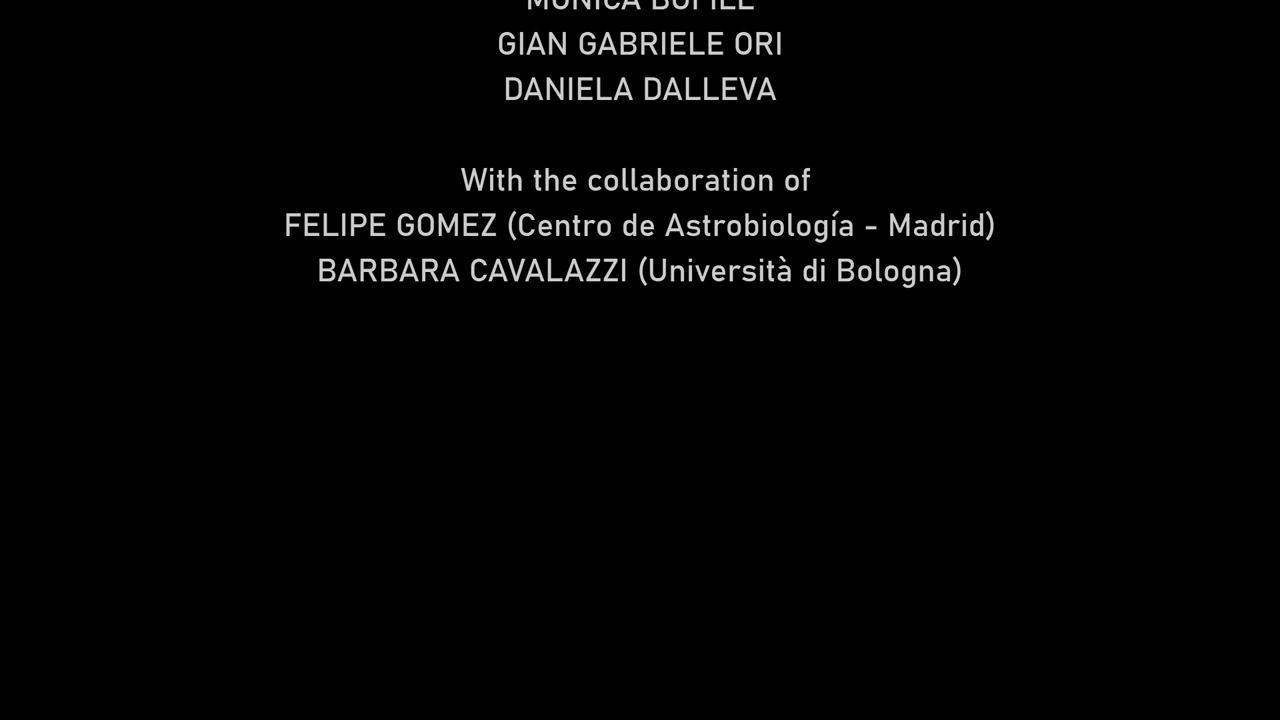 GIAN GABRIELE ORI
DANIELA DALLEVA
With the collaboration of
FELIPE GOMEZ (Centro de Astrobiología - Madrid)
BARBARA CAVALAZZI (Università di Bologna)